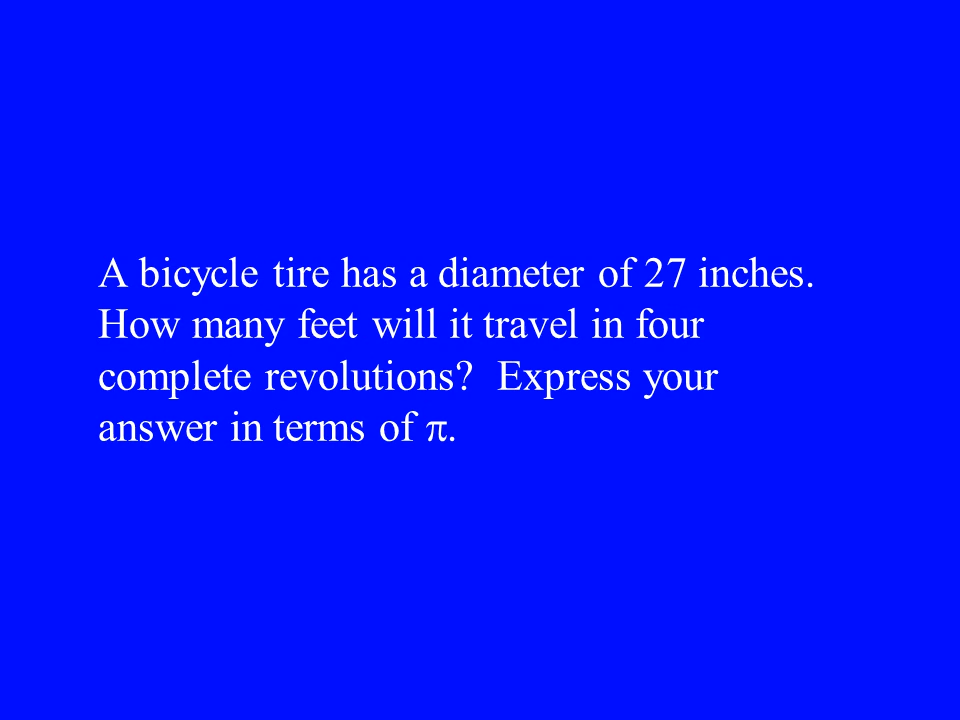 A bicycle tire has a diameter of 27 inches.
How many feet will it travel in four
complete revolutions?  Express your
answer in terms of π.